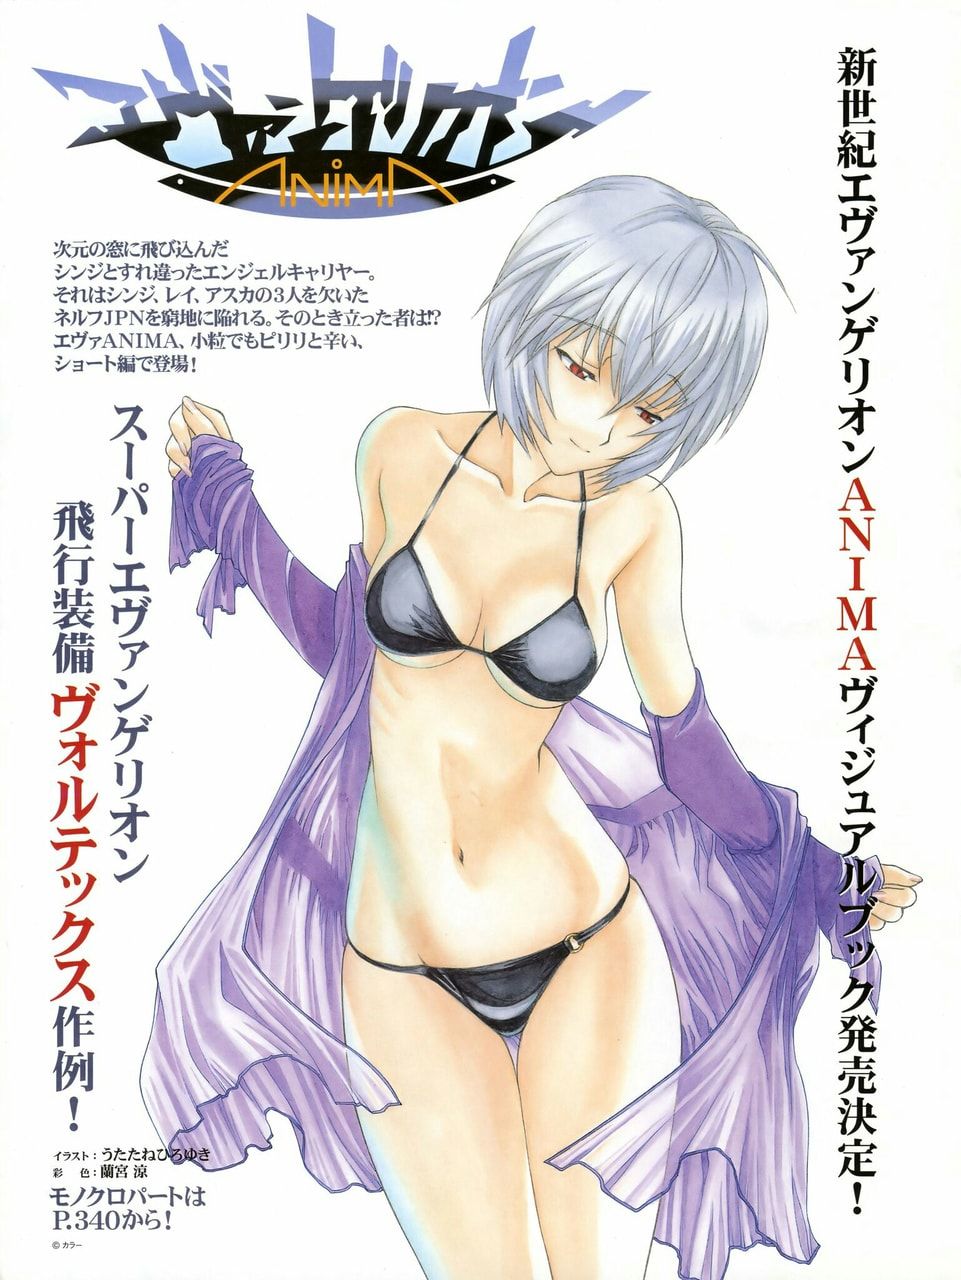 エヴァンゲリオン
ANIMA
次元の窓に飛び込んだ
シンジとすれ違ったエンジェルキャリヤー。
それはシンジ、レイ、アスカの3人を欠いた
ネルフJPNを窮地に陥れる。そのとき立った者は!?
エヴァANIMA、小粒でもピリリと辛い、
ショート編で登場!
新世紀エヴァンゲリオンANIMAヴィジュアルブック発売決定!
スーパーエヴァンゲリオン
飛行装備ヴォルテックス作例!
イラスト:うたたねひろゆき
彩 色:蘭宮 涼
モノクロパートは
P.340から!
© カラー